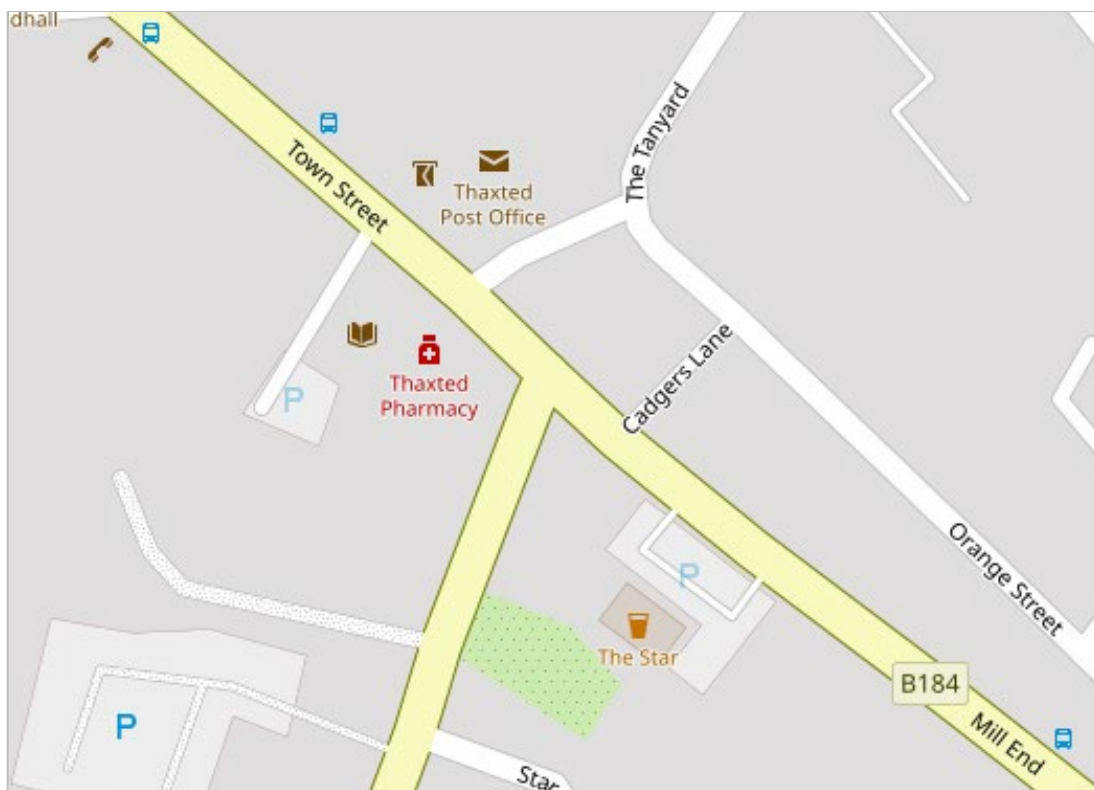 dhall
Town Street
The Tanyard
Thaxted
Post Office
Thaxted
Pharmacy
P
Cadgers Lane
Orange Street
P
The Star
B184
P
Mill End
Star